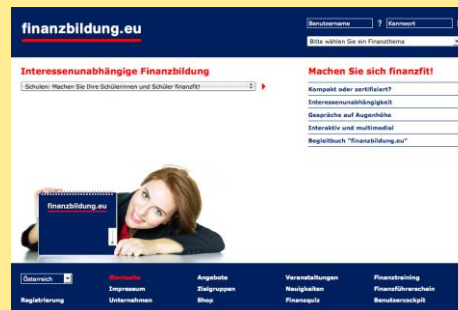 finanzbildung.eu
Benutzername ? Kennwort
Bitte wählen Sie ein Finanzthema
Interessenunabhängige Finanzbildung
Schulen: Machen Sie Ihre Schülerinnen und Schüler finanzfit!
Machen Sie sich finanzfit!
Kompakt oder zertifiziert?
Interessenunabhängigkeit
Gespräche auf Augenhöhe
Interaktiv und multimedial
Begleitbuch "finanzbildung.eu"
finanzbildung.eu
Österreich Startseite Angebote Veranstaltungen Finanztraining
Impressum Zielgruppen Neuigkeiten Finanzführerschein
Registrierung Unternehmen Shop Finanzquiz Benutzercockpit